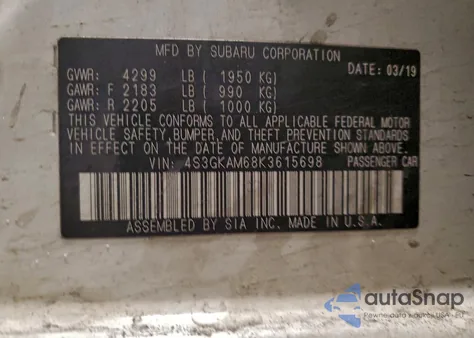 MFD BY SUBARU CORPORATION
GVWR: 4299 LB ( 1950 KG) DATE: 03/19
GAWR: F 2183 LB ( 990 KG)
GAWR: R 2205 LB ( 1000 KG)
THIS VEHICLE CONFORMS TO ALL APPLICABLE FEDERAL MOTOR
VEHICLE SAFETY, BUMPER, AND THEFT PREVENTION STANDARDS
IN EFFECT ON THE DATE OF MANUFACTURE SHOWN ABOVE.
VIN: 4S3GKAM68K3615698 PASSENGER CAR
ASSEMBLED BY SIA INC. MADE IN U.S.A.
autoSnap